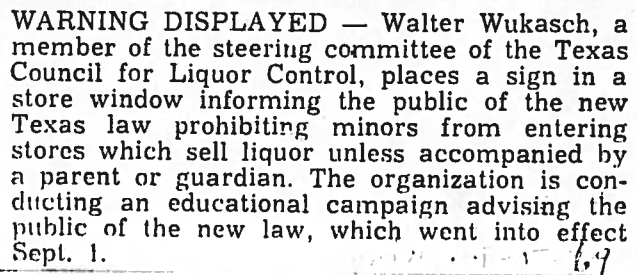 WARNING DISPLAYED — Walter Wukasch, a
member of the steering committee of the Texas
Council for Liquor Control, places a sign in a
store window informing the public of the new
Texas law prohibiting minors from entering
stores which sell liquor unless accompanied by
a parent or guardian. The organization is con-
ducting an educational campaign advising the
public of the new law, which went into effect
Sept. 1.